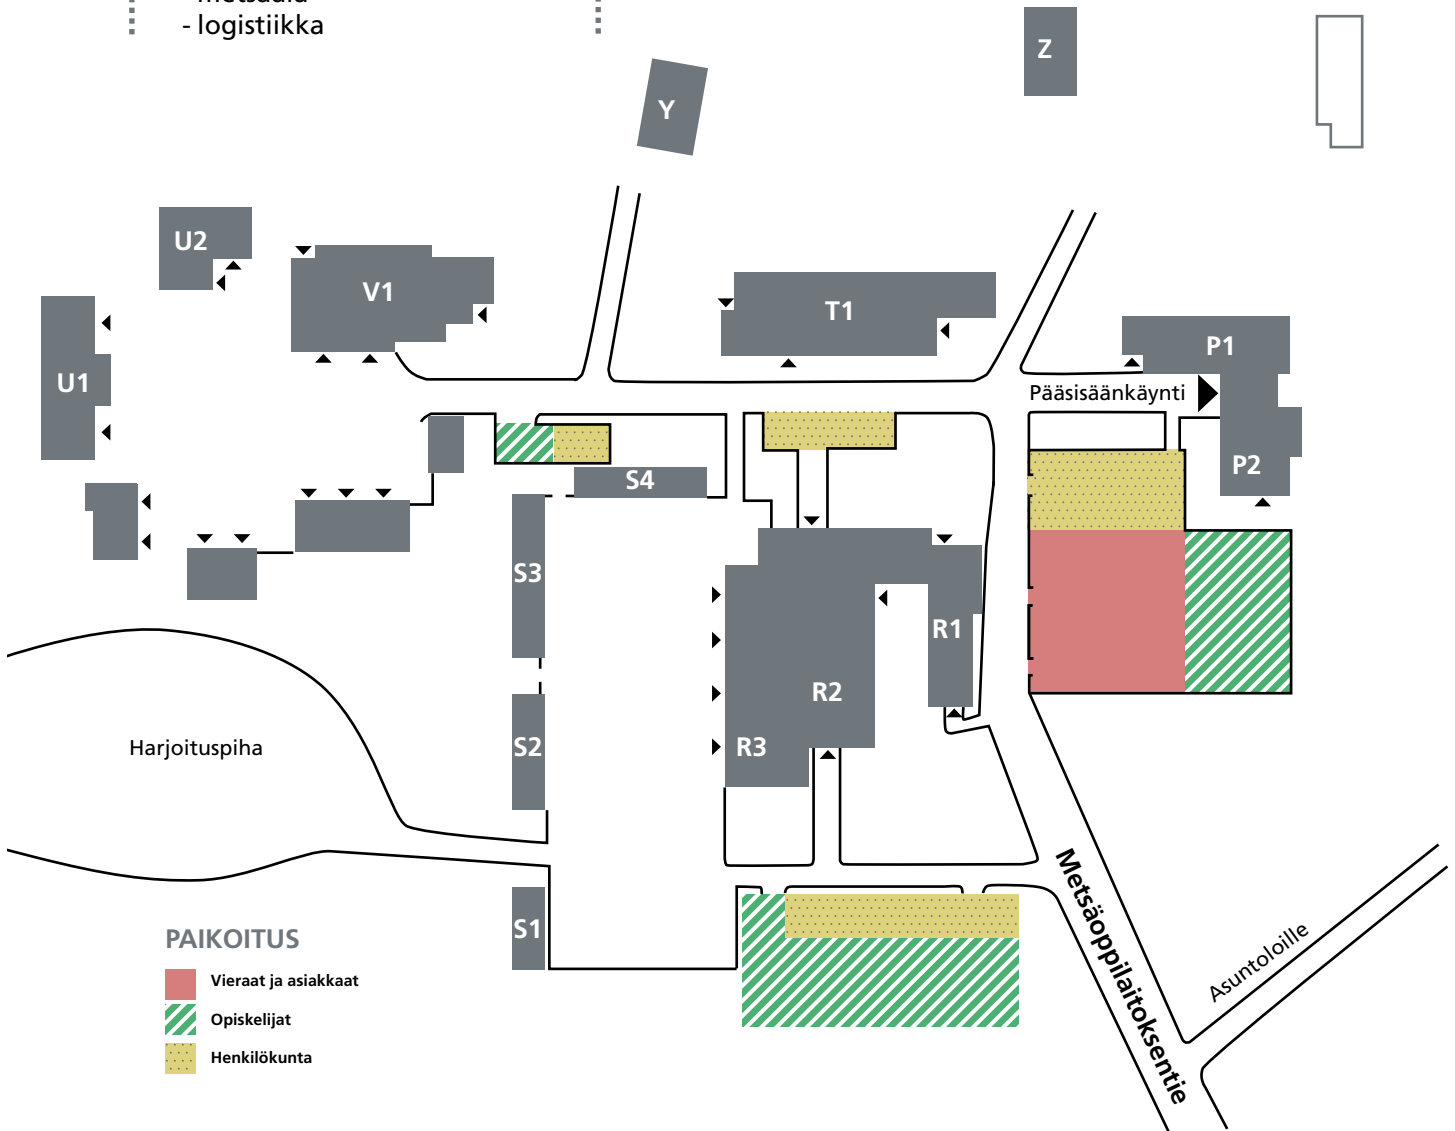 - logistiikka
Z
Y
U2
V1
T1
P1
U1
Pääsisäänkäynti
P2
S4
S3
R1
R2
S2
R3
Harjoituspiha
S1
PAIKOITUS
Vieraat ja asiakkaat
Opiskelijat
Henkilökunta
Metsäoppilaitoksentie
Asuntoloille